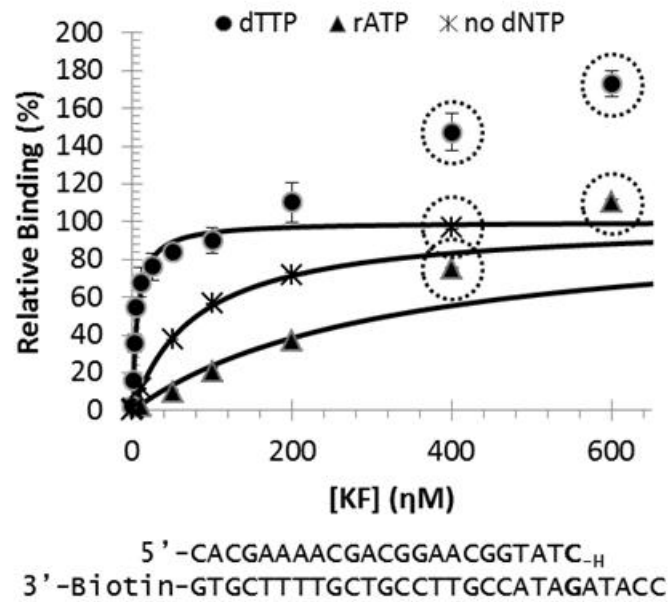 dTTP rATP no dNTP
200
180
160
140
120
100
80
60
40
20
0
Relative Binding (%)
0 200 400 600
[KF] (ηM)
5’-CACGAAAACGACGGAACGGTATC-H
3’-Biotin-GTGCTTTTGCTGCCTTGCCATAGATACC